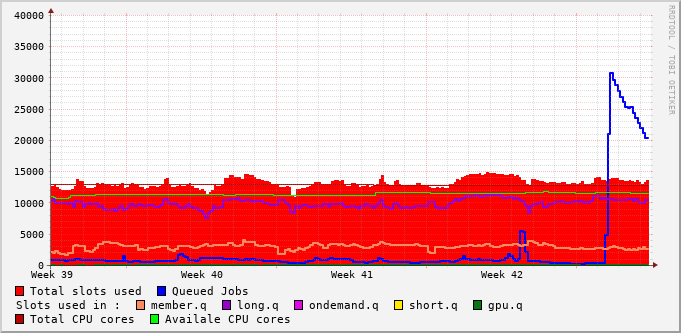 40000
35000
30000
25000
20000
15000
10000
5000
0
Week 39 Week 40 Week 41 Week 42
RRDTOOL / TOBI OETIKER
Total slots used Queued Jobs
Slots used in : member.q long.q ondemand.q short.q gpu.q
Total CPU cores Availale CPU cores